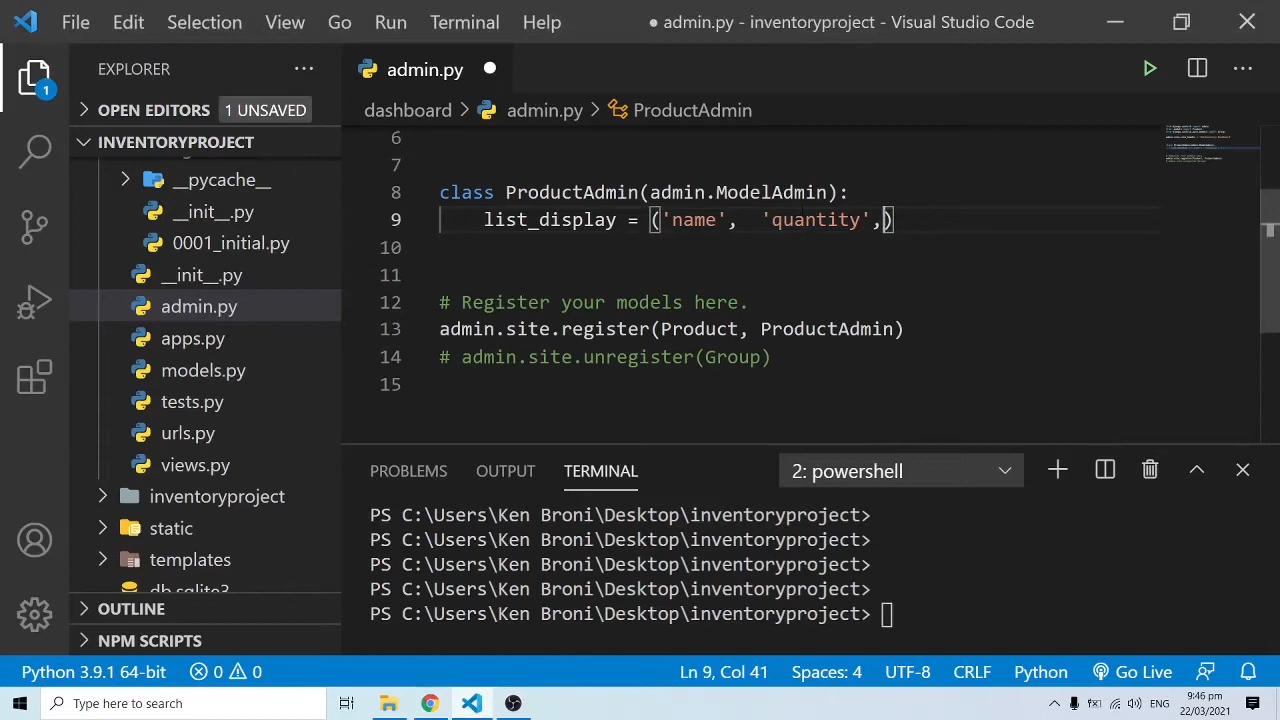 File Edit Selection View Go Run Terminal Help
● admin.py - inventoryproject - Visual Studio Code
EXPLORER
OPEN EDITORS 1 UNSAVED
INVENTORYPROJECT
__pycache__
__init__.py
0001_initial.py
__init__.py
admin.py
apps.py
models.py
tests.py
urls.py
views.py
inventoryproject
static
templates
db.sqlite3
OUTLINE
NPM SCRIPTS
1
admin.py
dashboard > admin.py > ProductAdmin
6
7
8 class ProductAdmin(admin.ModelAdmin):
9 list_display = ('name',  'quantity',)
10
11
12 # Register your models here.
13 admin.site.register(Product, ProductAdmin)
14 # admin.site.unregister(Group)
15
PROBLEMS OUTPUT TERMINAL 2: powershell
PS C:\Users\Ken Broni\Desktop\inventoryproject>
PS C:\Users\Ken Broni\Desktop\inventoryproject>
PS C:\Users\Ken Broni\Desktop\inventoryproject>
PS C:\Users\Ken Broni\Desktop\inventoryproject>
PS C:\Users\Ken Broni\Desktop\inventoryproject>
Python 3.9.1 64-bit 0 0 Ln 9, Col 41 Spaces: 4 UTF-8 CRLF Python Go Live
Type here to search
ENG
9:46 pm
22/03/2021